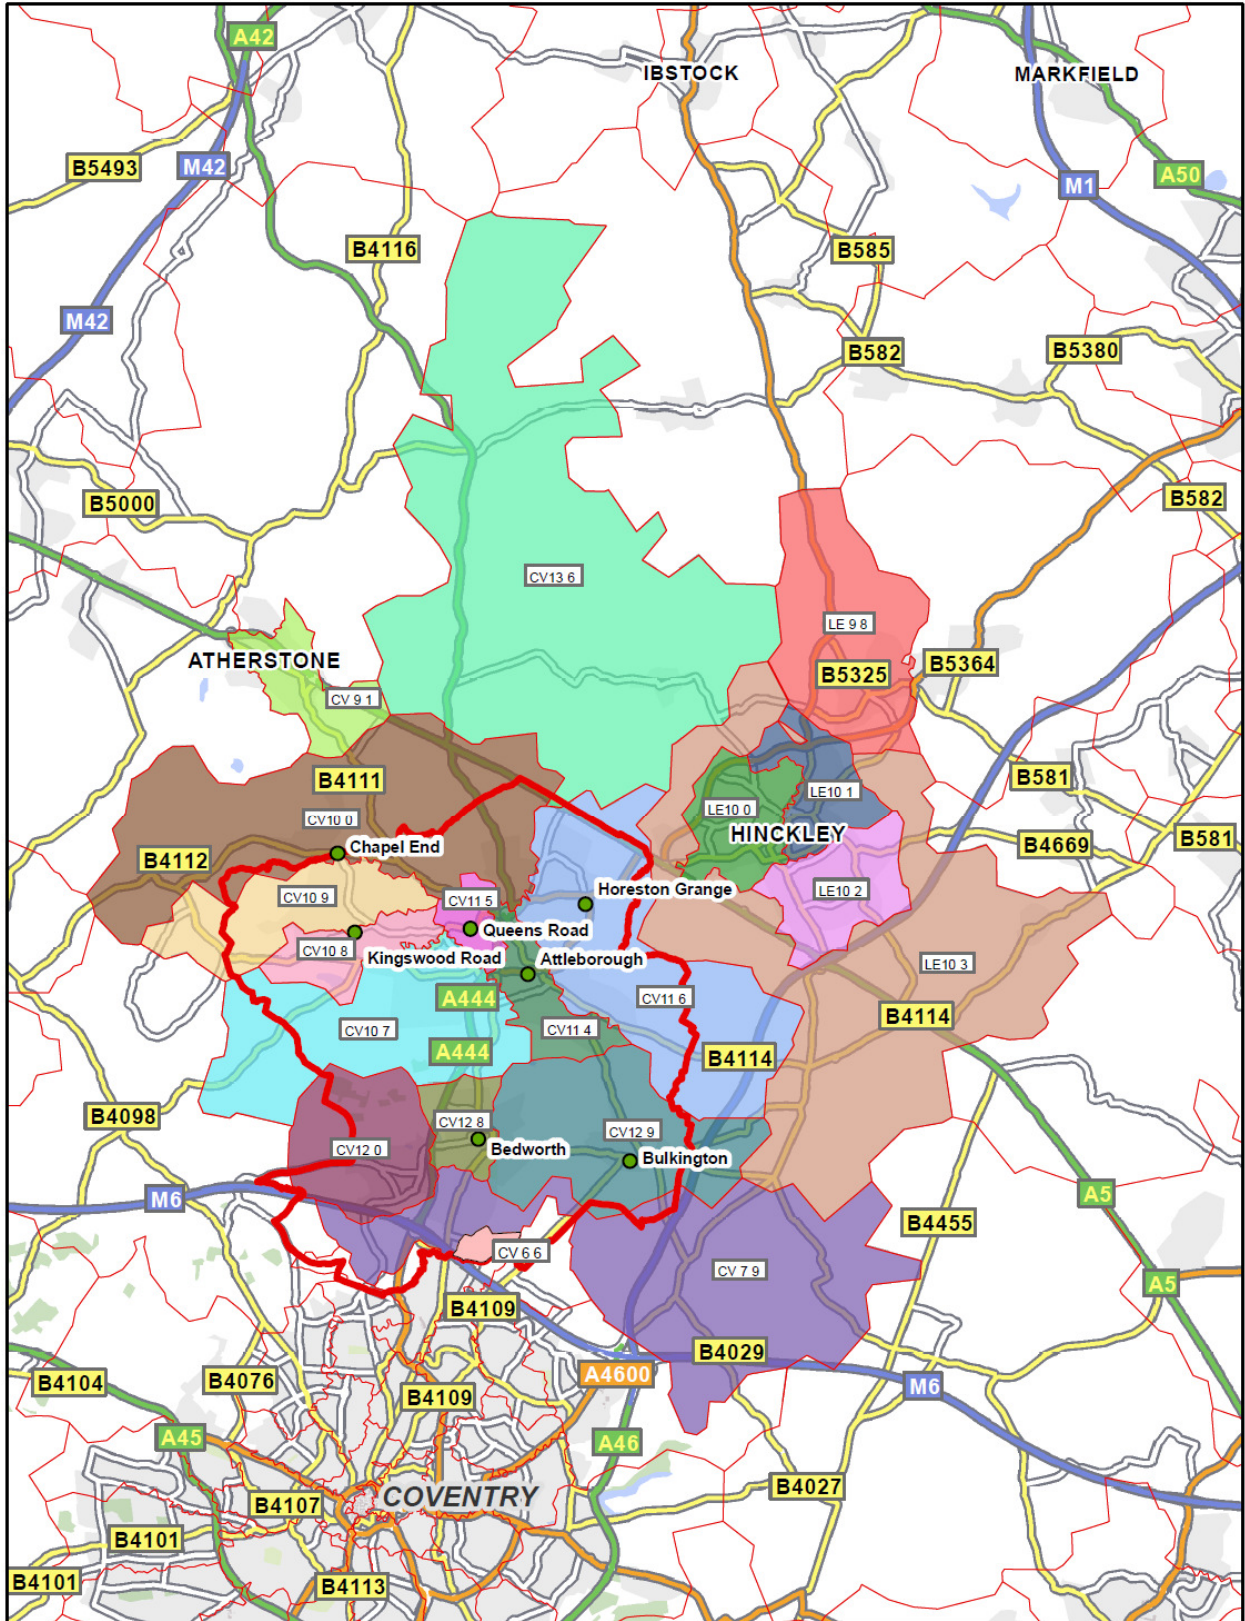 A42
IBSTOCK
MARKFIELD
B5493
M42
M1
A50
B4116
B585
M42
B582
B5380
B5000
B582
CV13 6
LE 9 8
ATHERSTONE
B5364
B5325
CV 9 1
B4111
B581
LE10 1
LE10 0
CV10 0
HINCKLEY
B581
Chapel End
B4669
B4112
Horeston Grange
LE10 2
CV10 9
CV11 5
Queens Road
CV10 8
Kingswood Road
Attleborough
LE10 3
A444
CV11 6
B4114
CV10 7
CV11 4
A444
B4114
B4098
CV12 8
CV12 9
CV12 0
Bedworth
Bulkington
M6
A5
B4455
CV 6 6
CV 7 9
A5
B4109
B4029
B4104
B4076
A4600
M6
B4109
A45
A46
B4027
COVENTRY
B4107
B4101
B4101
B4113